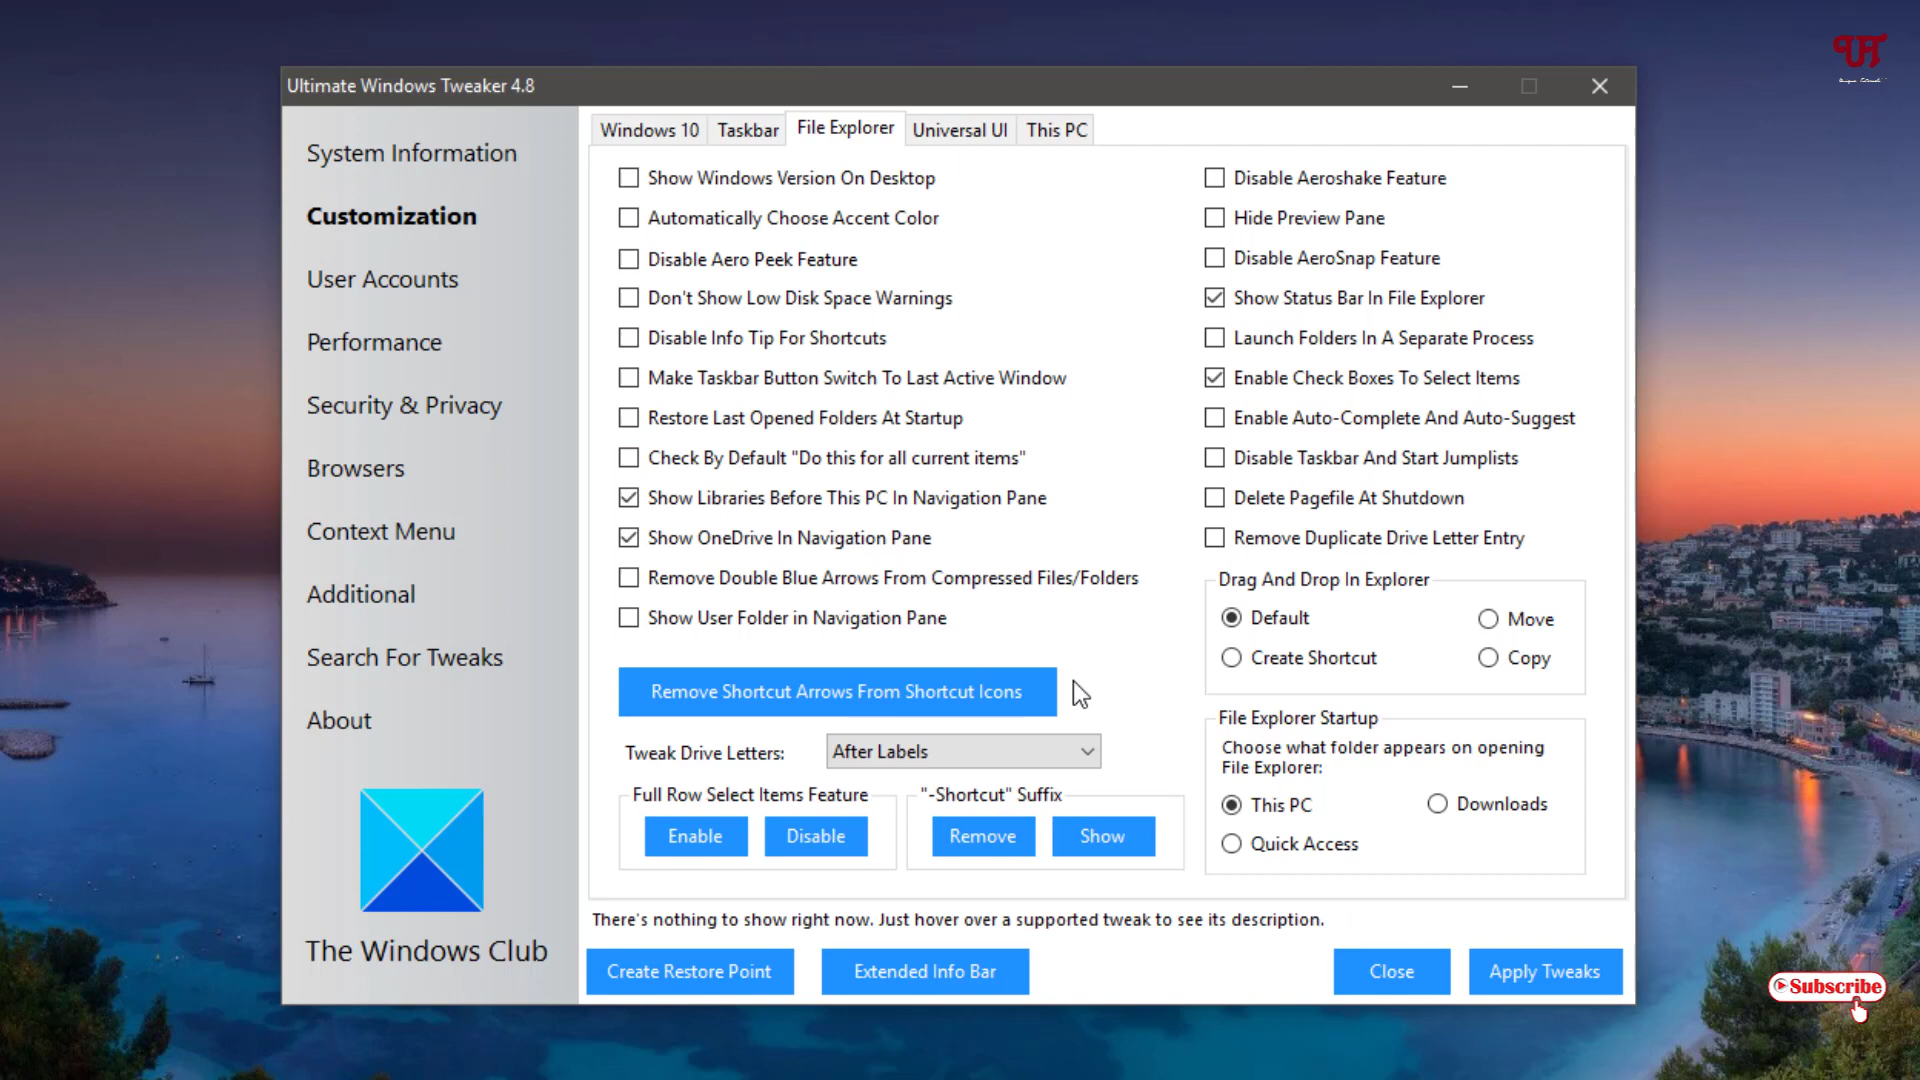 Ultimate Windows Tweaker 4.8
System Information
Customization
User Accounts
Performance
Security & Privacy
Browsers
Context Menu
Additional
Search For Tweaks
About
The Windows Club
Windows 10
Taskbar
File Explorer
Universal UI
This PC
Show Windows Version On Desktop
Automatically Choose Accent Color
Disable Aero Peek Feature
Don't Show Low Disk Space Warnings
Disable Info Tip For Shortcuts
Make Taskbar Button Switch To Last Active Window
Restore Last Opened Folders At Startup
Check By Default "Do this for all current items"
Show Libraries Before This PC In Navigation Pane
Show OneDrive In Navigation Pane
Remove Double Blue Arrows From Compressed Files/Folders
Show User Folder in Navigation Pane
Remove Shortcut Arrows From Shortcut Icons
Tweak Drive Letters:
After Labels
Full Row Select Items Feature
Enable
Disable
"-Shortcut" Suffix
Remove
Show
Disable Aeroshake Feature
Hide Preview Pane
Disable AeroSnap Feature
Show Status Bar In File Explorer
Launch Folders In A Separate Process
Enable Check Boxes To Select Items
Enable Auto-Complete And Auto-Suggest
Disable Taskbar And Start Jumplists
Delete Pagefile At Shutdown
Remove Duplicate Drive Letter Entry
Drag And Drop In Explorer
Default
Move
Create Shortcut
Copy
File Explorer Startup
Choose what folder appears on opening
File Explorer:
This PC
Downloads
Quick Access
There's nothing to show right now. Just hover over a supported tweak to see its description.
Create Restore Point
Extended Info Bar
Close
Apply Tweaks
Subscribe